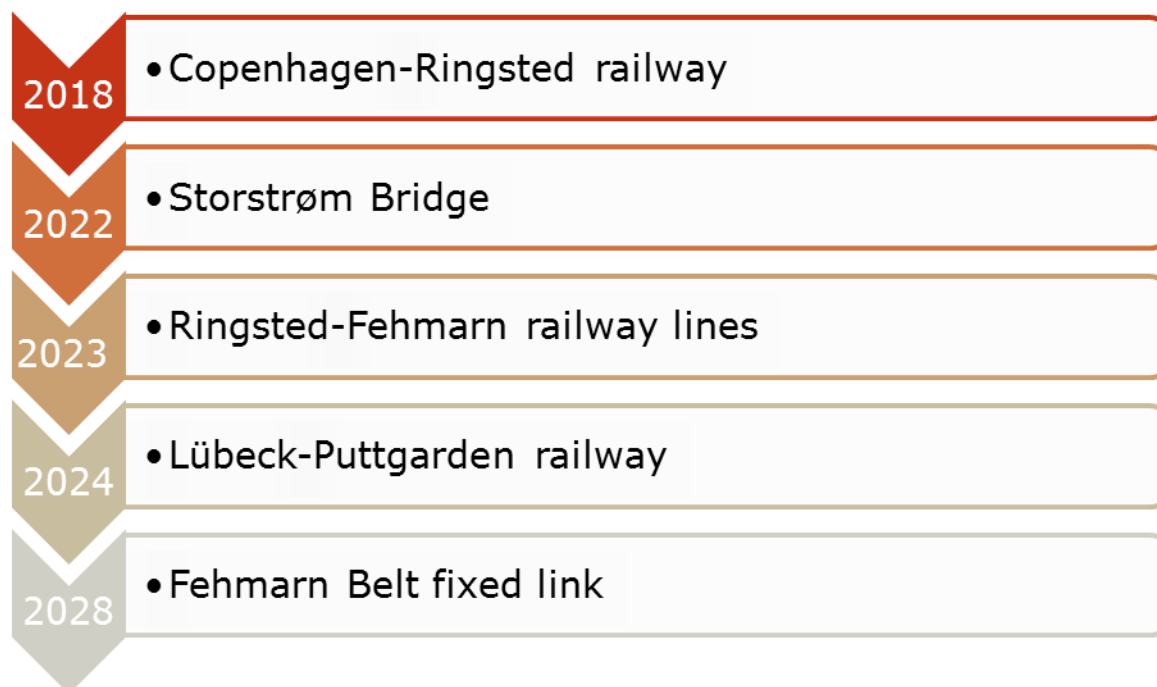 2018
•Copenhagen-Ringsted railway
2022
•Storstrøm Bridge
2023
•Ringsted-Fehmarn railway lines
2024
•Lübeck-Puttgarden railway
2028
•Fehmarn Belt fixed link